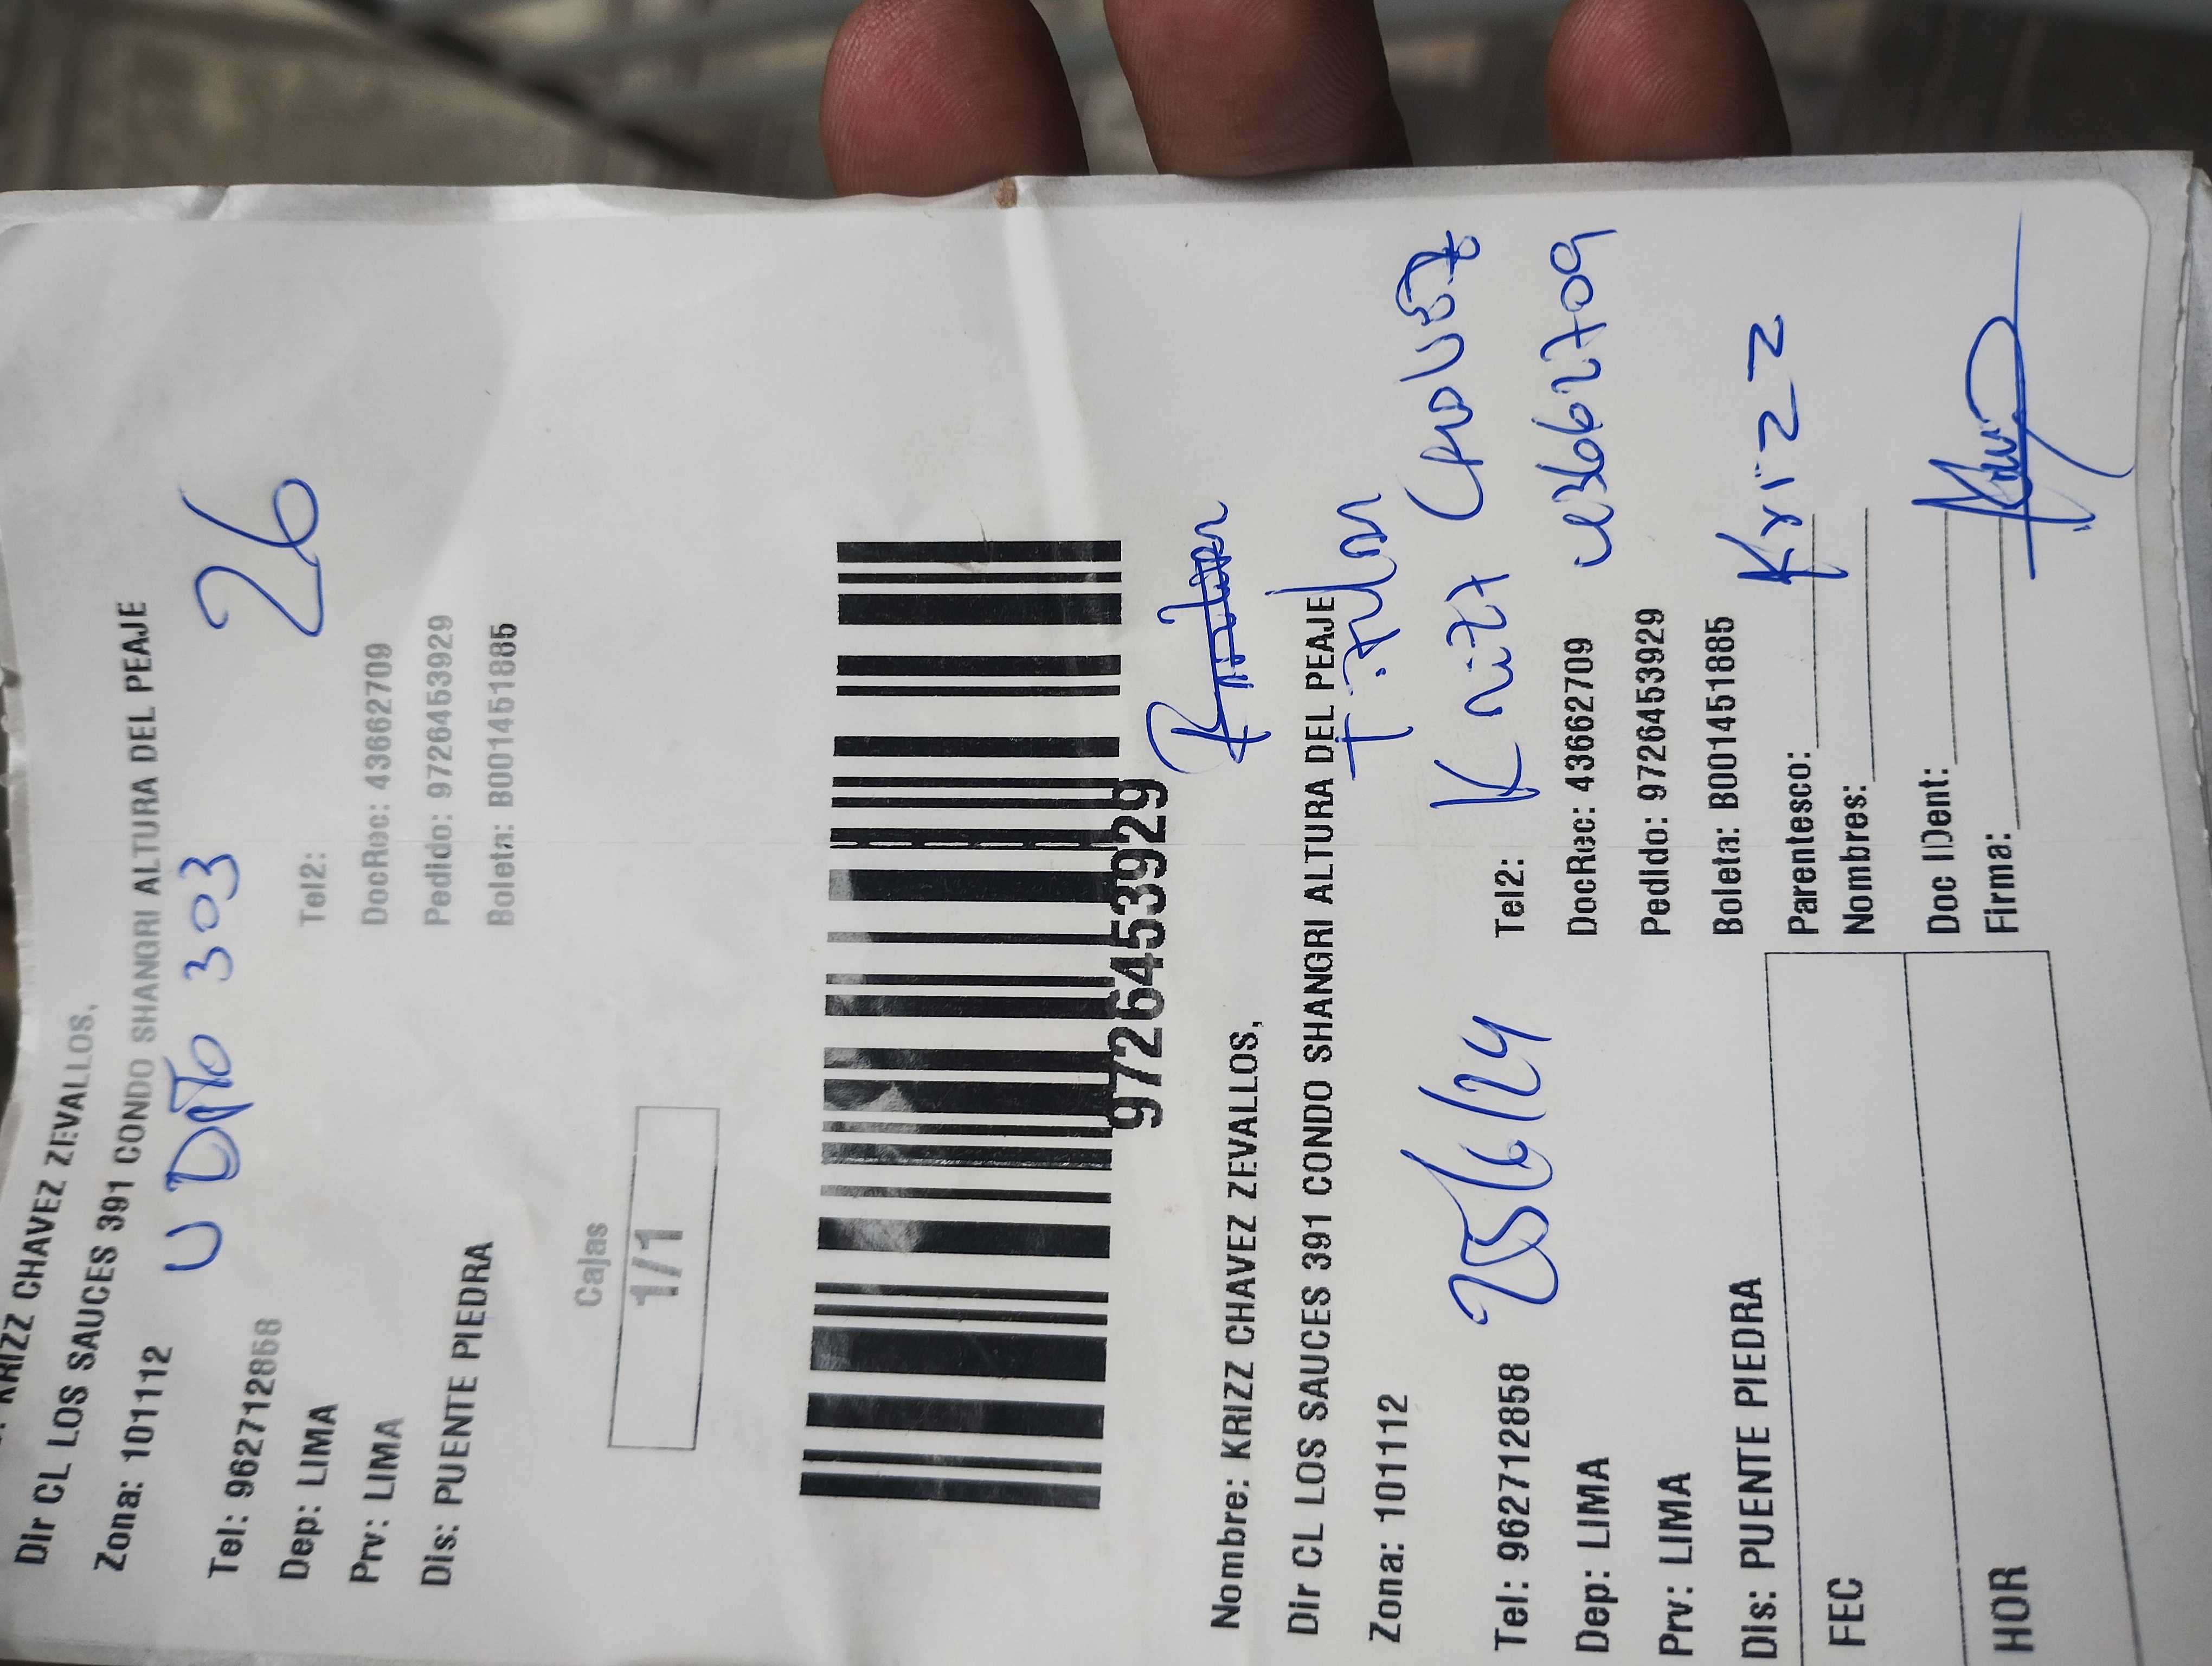 KRIZZ CHAVEZ ZEVALLOS,
Dir CL LOS SAUCES 391 CONDO SHANGRI ALTURA DEL PEAJE
Zona: 101112
U DPTO 303
26
Tel: 962712858
Tel2:
Dep: LIMA
DocRec: 43662709
Prv: LIMA
Pedido: 9726453929
Dis: PUENTE PIEDRA
Boleta: B001451885
Cajas
1/1
9726453929
Nombre: KRIZZ CHAVEZ ZEVALLOS,
Dir CL LOS SAUCES 391 CONDO SHANGRI ALTURA DEL PEAJE
Titular
Zona: 101112
25/6/24
Krizz Chavez
Tel: 962712858
Tel2:
43662709
Dep: LIMA
DocRec: 43662709
Prv: LIMA
Pedido: 9726453929
Dis: PUENTE PIEDRA
Boleta: B001451885
Krizz
Parentesco:
FEC
Nombres:
Doc IDent:
HOR
Firma: